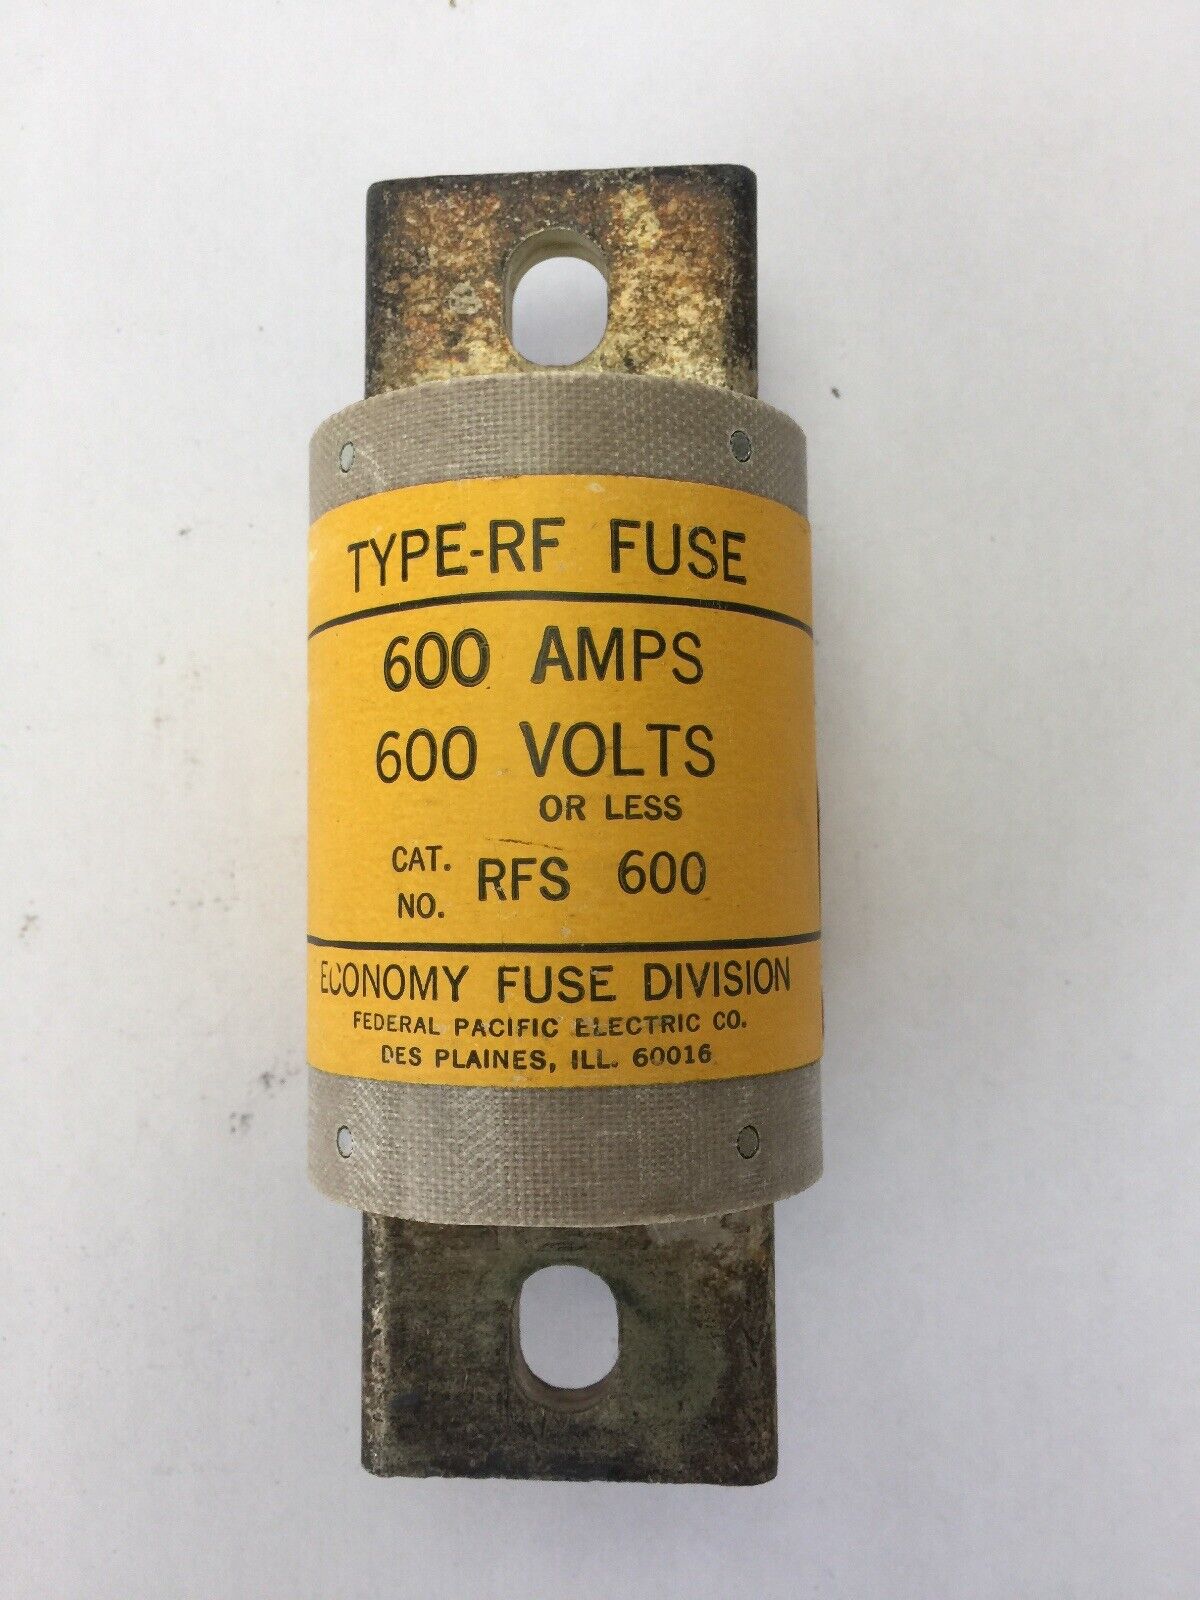 TYPE-RF FUSE
600 AMPS
600 VOLTS
OR LESS
CAT. NO. RFS 600
ECONOMY FUSE DIVISION
FEDERAL PACIFIC ELECTRIC CO.
DES PLAINES, ILL. 60016